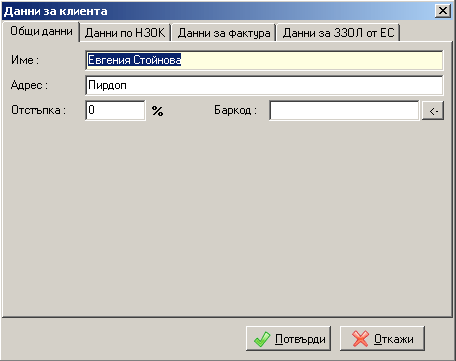 Данни за клиента
Общи данни Данни по НЗОК Данни за фактура Данни за ЗЗОЛ от ЕС
Име : Евгения Стойнова
Адрес : Пирдоп
Отстъпка : 0 % Баркод : <-
Потвърди Откажи